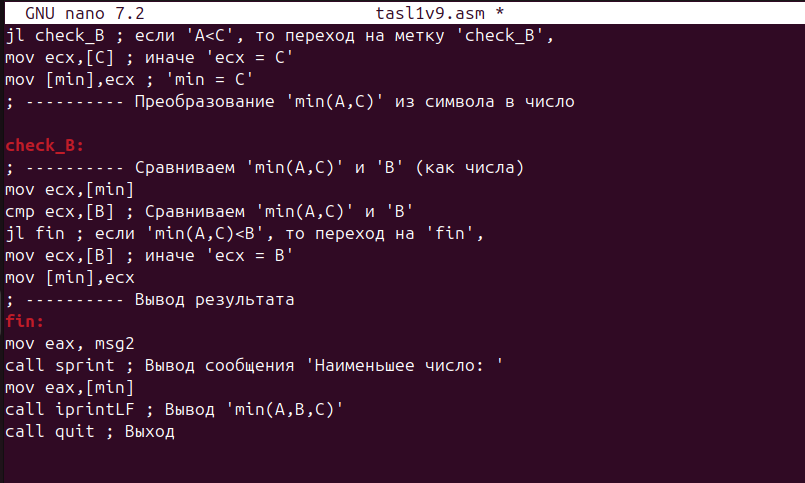 GNU nano 7.2 tasl1v9.asm *
jl check_B ; если 'A<C', то переход на метку 'check_B',
mov ecx,[C] ; иначе 'ecx = C'
mov [min],ecx ; 'min = C'
; ---------- Преобразование 'min(A,C)' из символа в число
check_B:
; ---------- Сравниваем 'min(A,C)' и 'B' (как числа)
mov ecx,[min]
cmp ecx,[B] ; Сравниваем 'min(A,C)' и 'B'
jl fin ; если 'min(A,C)<B', то переход на 'fin',
mov ecx,[B] ; иначе 'ecx = B'
mov [min],ecx
; ---------- Вывод результата
fin:
mov eax, msg2
call sprint ; Вывод сообщения 'Наименьшее число: '
mov eax,[min]
call iprintLF ; Вывод 'min(A,B,C)'
call quit ; Выход